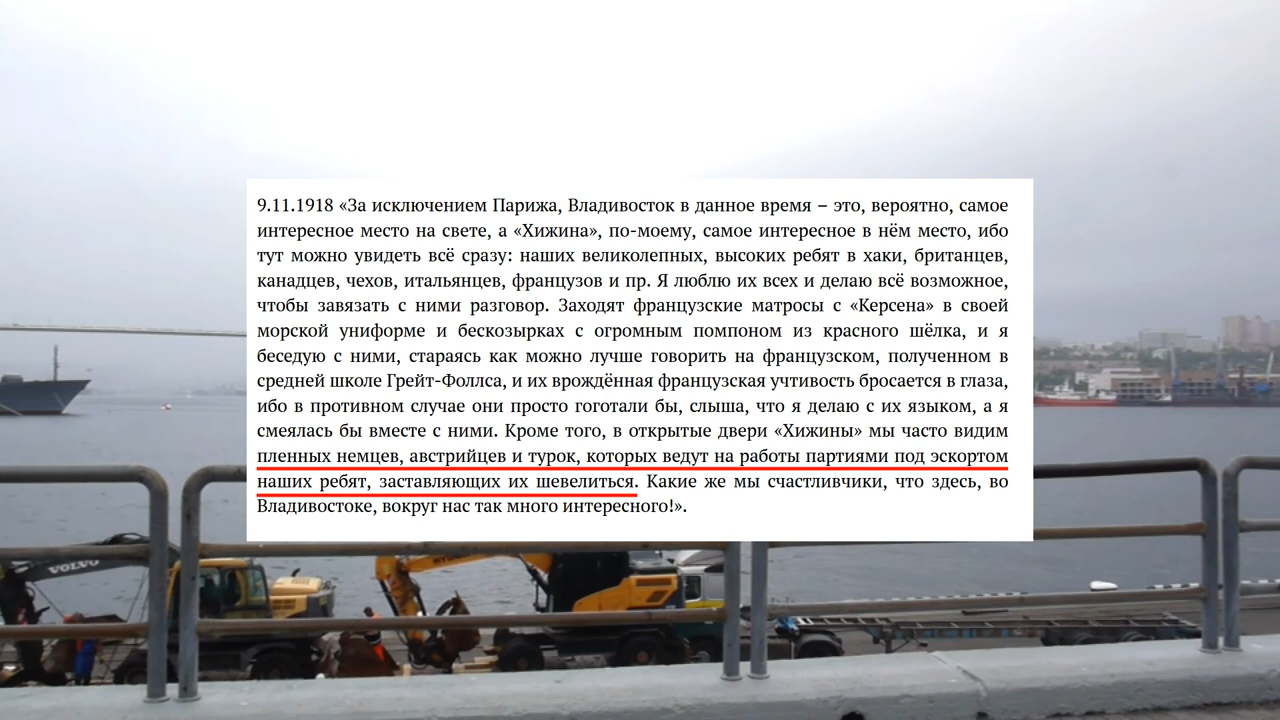 9.11.1918 «За исключением Парижа, Владивосток в данное время – это, вероятно, самое
интересное место на свете, а «Хижина», по-моему, самое интересное в нём место, ибо
тут можно увидеть всё сразу: наших великолепных, высоких ребят в хаки, британцев,
канадцев, чехов, итальянцев, французов и пр. Я люблю их всех и делаю всё возможное,
чтобы завязать с ними разговор. Заходят французские матросы с «Керсена» в своей
морской униформе и бескозырках с огромным помпоном из красного шёлка, и я
беседую с ними, стараясь как можно лучше говорить на французском, полученном в
средней школе Грейт-Фоллса, и их врождённая французская учтивость бросается в глаза,
ибо в противном случае они просто гоготали бы, слыша, что я делаю с их языком, а я
смеялась бы вместе с ними. Кроме того, в открытые двери «Хижины» мы часто видим
пленных немцев, австрийцев и турок, которых ведут на работы партиями под эскортом
наших ребят, заставляющих их шевелиться. Какие же мы счастливчики, что здесь, во
Владивостоке, вокруг нас так много интересного!».
VOLVO